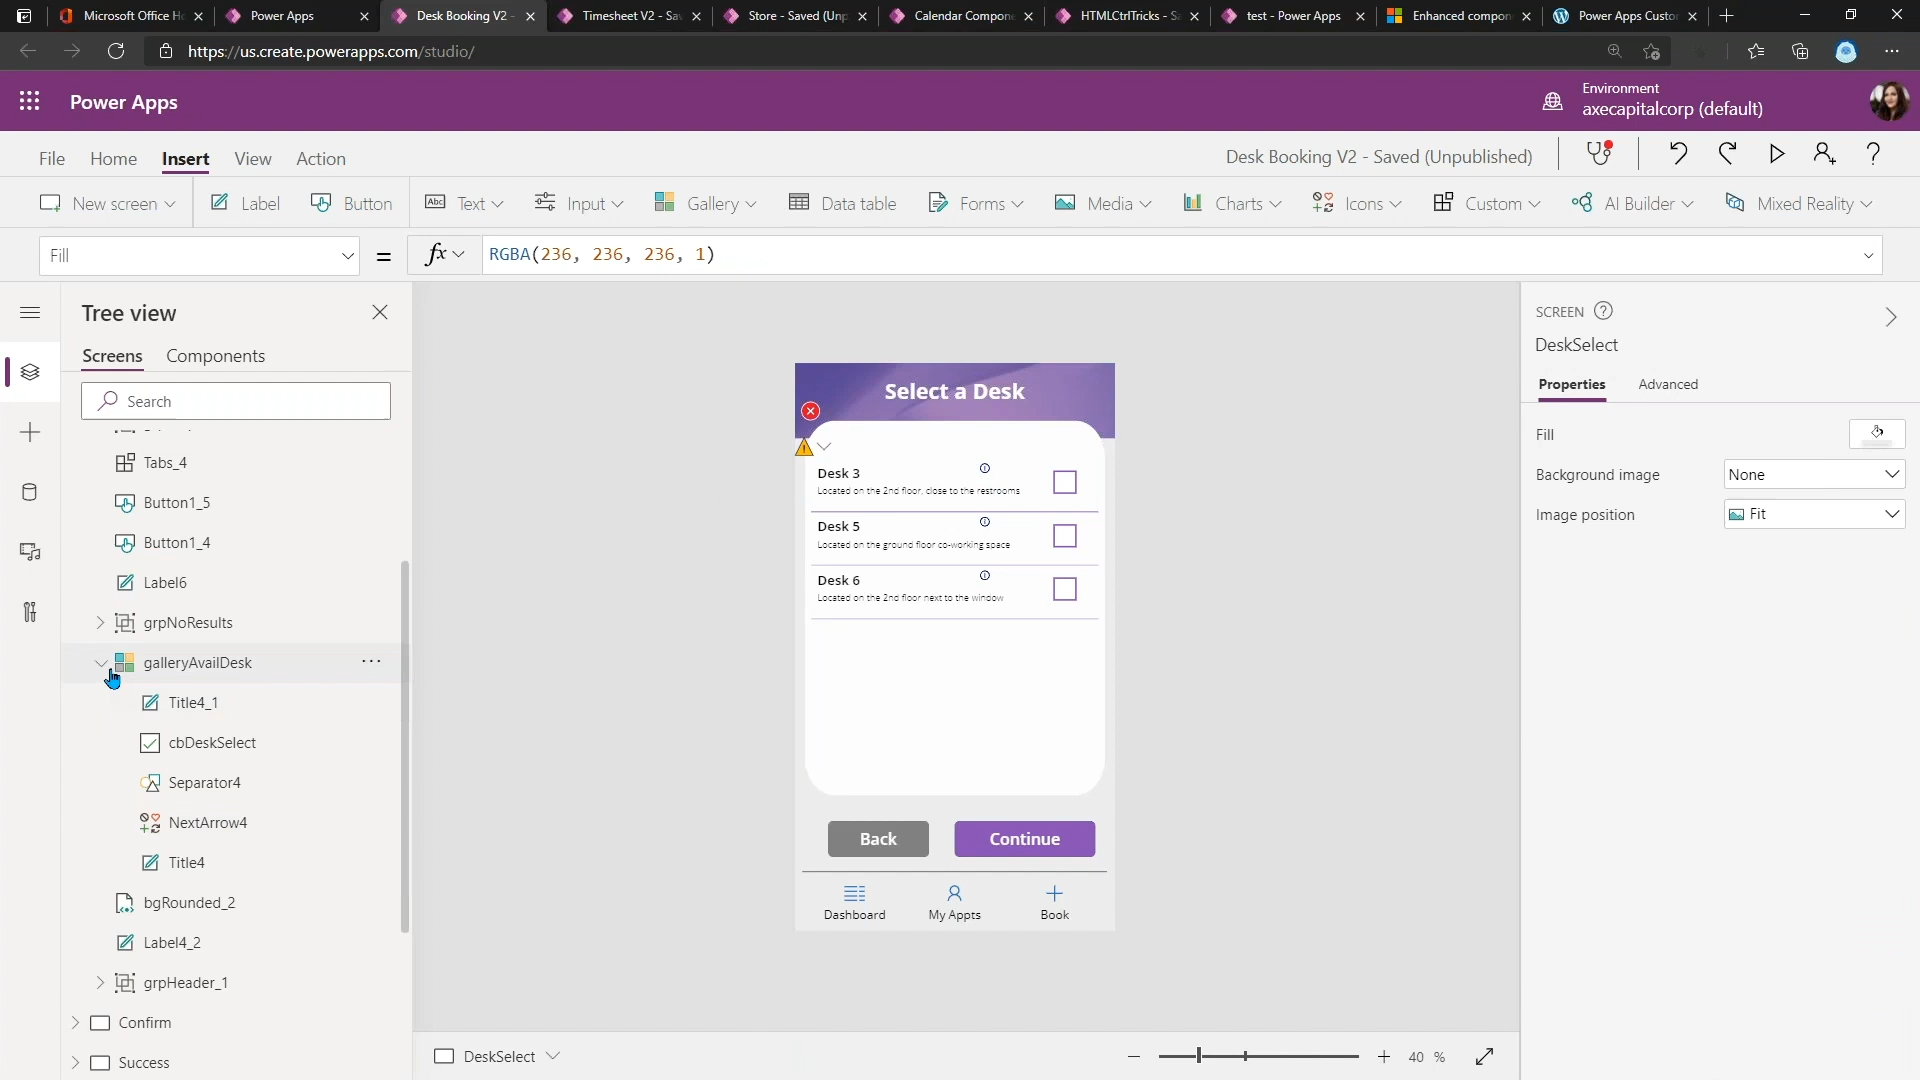 Microsoft Office H
Power Apps
Desk Booking V2 -
Timesheet V2 - Sa
Store - Saved (Unp
Calendar Compone
HTMLCtrlTricks - S
test - Power Apps
Enhanced compon
Power Apps Custo
https://us.create.powerapps.com/studio/
Power Apps
Environment
axecapitalcorp (default)
File
Home
Insert
View
Action
Desk Booking V2 - Saved (Unpublished)
New screen
Label
Button
Abc Text
Input
Gallery
Data table
Forms
Media
Charts
Icons
Custom
AI Builder
Mixed Reality
Fill
=
fx
RGBA(236, 236, 236, 1)
Tree view
Screens
Components
Search
Tabs_4
Button1_5
Button1_4
Label6
grpNoResults
galleryAvailDesk
Title4_1
cbDeskSelect
Separator4
NextArrow4
Title4
bgRounded_2
Label4_2
grpHeader_1
Confirm
Success
Select a Desk
Desk 3
Located on the 2nd floor, close to the restrooms
Desk 5
Located on the ground floor co-working space
Desk 6
Located on the 2nd floor next to the window
Back
Continue
Dashboard
My Appts
Book
DeskSelect
40 %
SCREEN
DeskSelect
Properties
Advanced
Fill
Background image
None
Image position
Fit